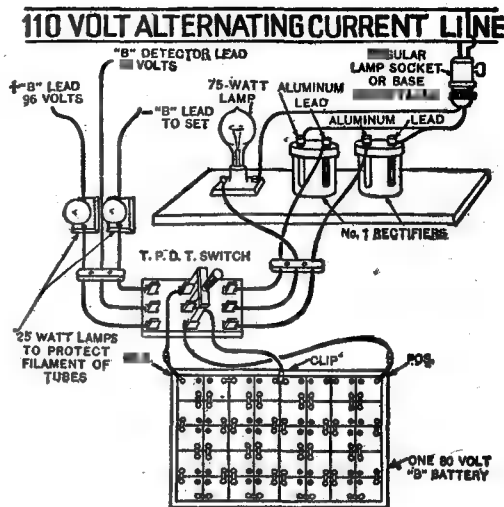 110 VOLT ALTERNATING CURRENT LINE
"B" DETECTOR LEAD
VOLTS
+"B" LEAD
96 VOLTS
-"B" LEAD
TO SET
75-WATT
LAMP
ALUMINUM
LEAD
LAMP SOCKET
OR BASE
ALUMINUM
LEAD
No. 1 RECTIFIERS
T. P. D. T. SWITCH
25 WATT LAMPS
TO PROTECT
FILAMENT OF
TUBES
CLIP
POS.
ONE 80 VOLT
"B" BATTERY